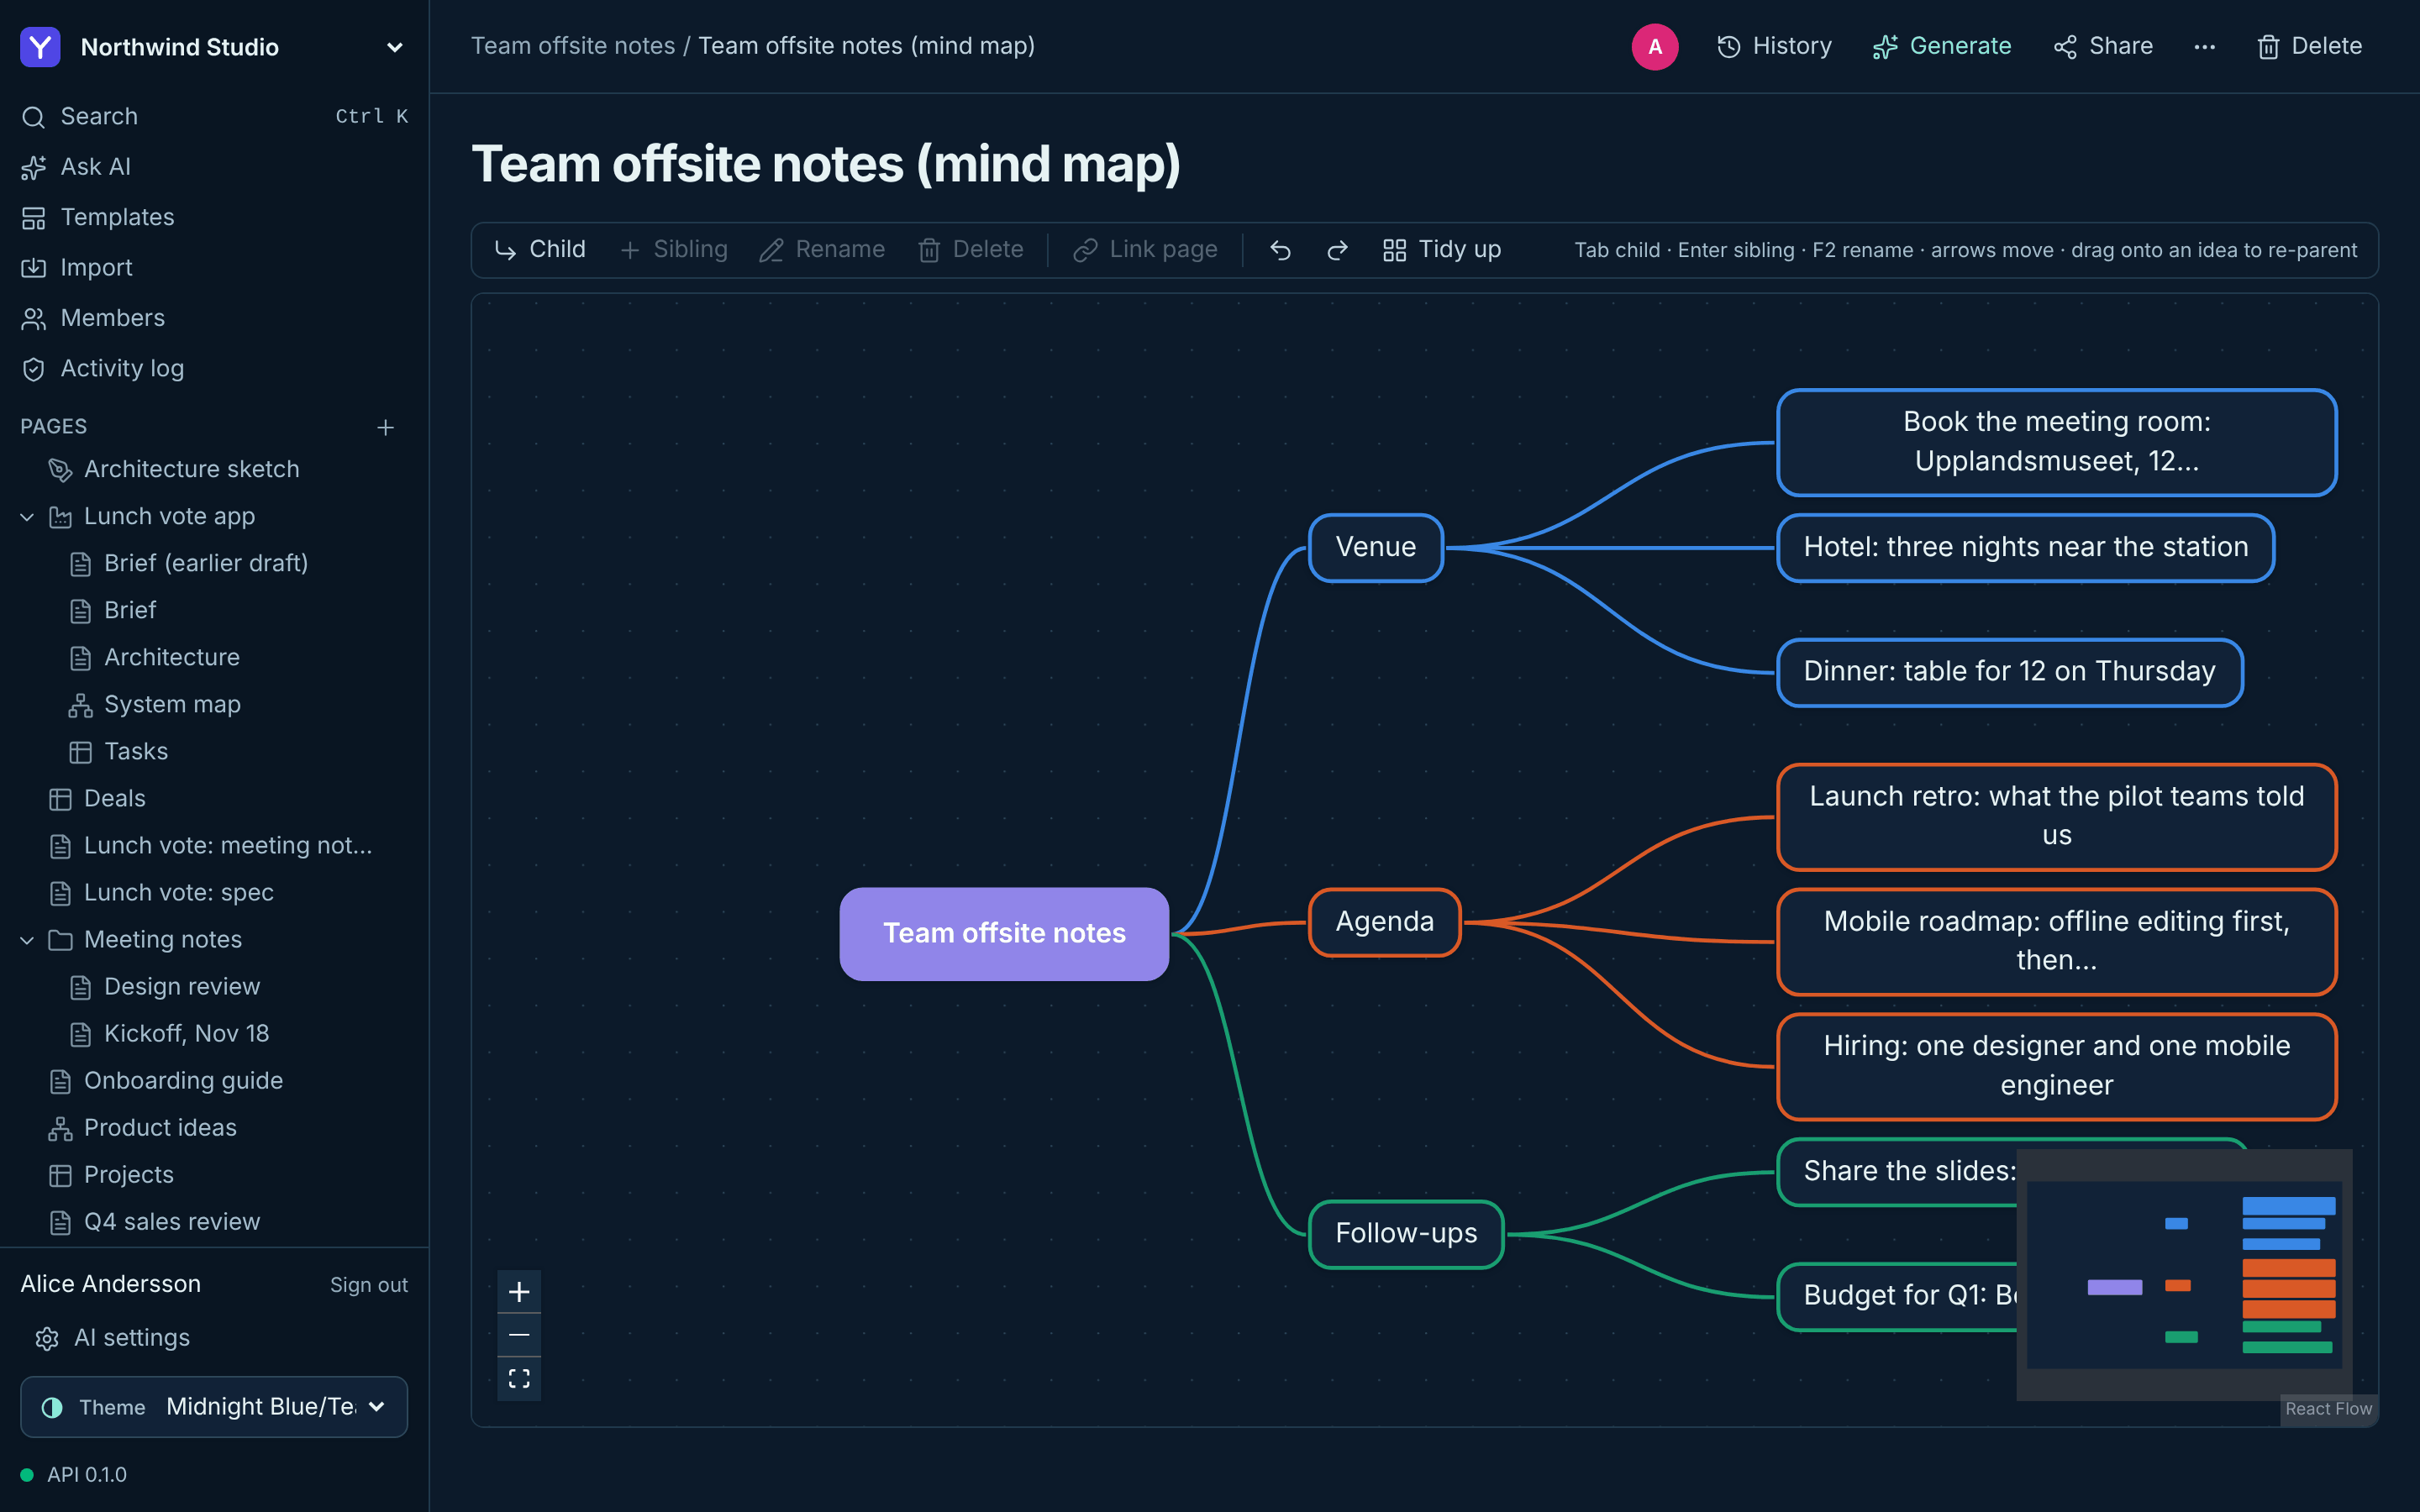 Northwind Studio
Search Ctrl K
Ask AI
Templates
Import
Members
Activity log
PAGES
Architecture sketch
Lunch vote app
Brief (earlier draft)
Brief
Architecture
System map
Tasks
Deals
Lunch vote: meeting not...
Lunch vote: spec
Meeting notes
Design review
Kickoff, Nov 18
Onboarding guide
Product ideas
Projects
Q4 sales review
Alice Andersson Sign out
AI settings
Theme Midnight Blue/Tea
API 0.1.0
Team offsite notes / Team offsite notes (mind map)
A History Generate Share Delete
Team offsite notes (mind map)
Child Sibling Rename Delete Link page Tidy up Tab child · Enter sibling · F2 rename · arrows move · drag onto an idea to re-parent
Team offsite notes
Venue
Book the meeting room:
Upplandsmuseet, 12...
Hotel: three nights near the station
Dinner: table for 12 on Thursday
Agenda
Launch retro: what the pilot teams told
us
Mobile roadmap: offline editing first,
then...
Hiring: one designer and one mobile
engineer
Follow-ups
Share the slides:
Budget for Q1:
React Flow